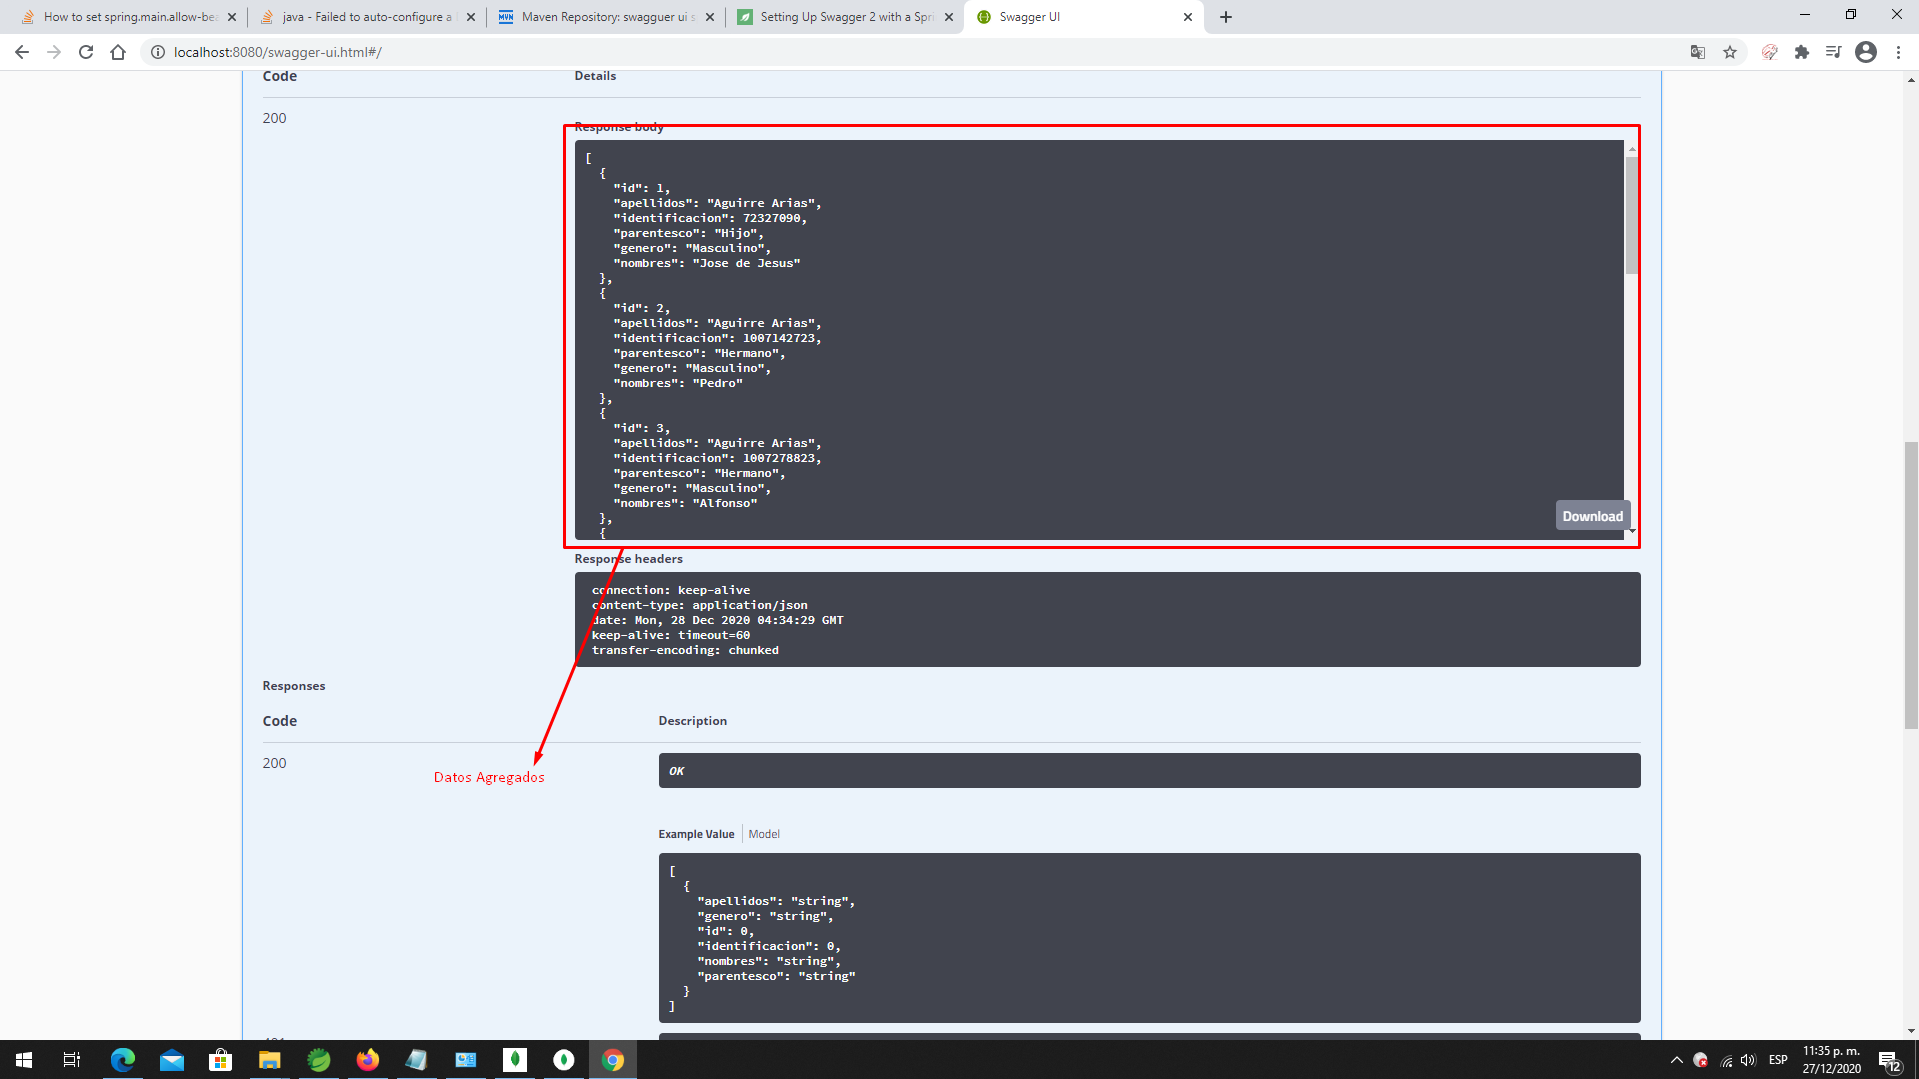 How to set spring.main.allow-bea
java - Failed to auto-configure a
Maven Repository: swagguer ui s
Setting Up Swagger 2 with a Spri
Swagger UI
localhost:8080/swagger-ui.html#/
Code Details
200
Response body
[
{
"id": 1,
"apellidos": "Aguirre Arias",
"identificacion": 72327090,
"parentesco": "Hijo",
"genero": "Masculino",
"nombres": "Jose de Jesus"
},
{
"id": 2,
"apellidos": "Aguirre Arias",
"identificacion": 1007142723,
"parentesco": "Hermano",
"genero": "Masculino",
"nombres": "Pedro"
},
{
"id": 3,
"apellidos": "Aguirre Arias",
"identificacion": 1007278823,
"parentesco": "Hermano",
"genero": "Masculino",
"nombres": "Alfonso"
},
{
Download
Response headers
connection: keep-alive
content-type: application/json
date: Mon, 28 Dec 2020 04:34:29 GMT
keep-alive: timeout=60
transfer-encoding: chunked
Responses
Code Description
200
OK
Datos Agregados
Example Value Model
[
{
"apellidos": "string",
"genero": "string",
"id": 0,
"identificacion": 0,
"nombres": "string",
"parentesco": "string"
}
]
ESP
11:35 p. m.
27/12/2020
12